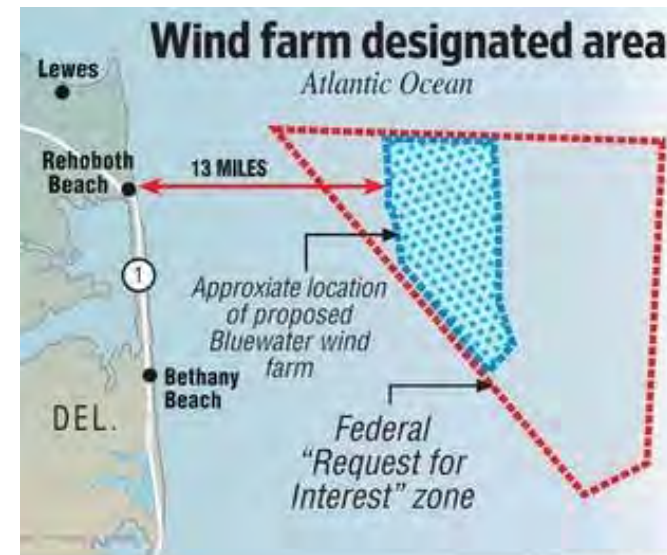 Wind farm designated area
Atlantic Ocean
Lewes
Rehoboth
Beach
13 MILES
1
Approxiate location
of proposed
Bluewater wind
farm
Bethany
Beach
DEL.
Federal
"Request for
Interest" zone